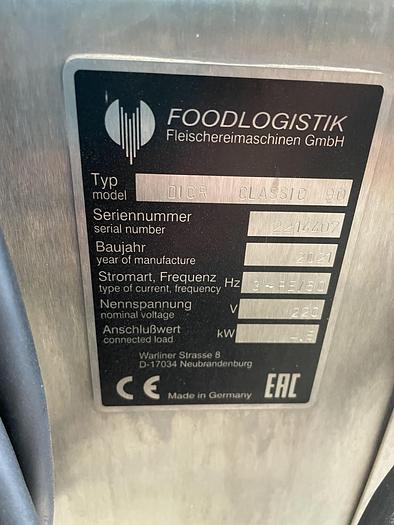 FOODLOGISTIK
Fleischereimaschinen GmbH
Typ
model
DICR CLASSIC 90
Seriennummer
serial number
2214407
Baujahr
year of manufacture
2021
Stromart, Frequenz Hz
type of current, frequency
Nennspannung V
nominal voltage
220
Anschlußwert kW
connected load
Warliner Strasse 8
D-17034 Neubrandenburg
CE Made in Germany EAC